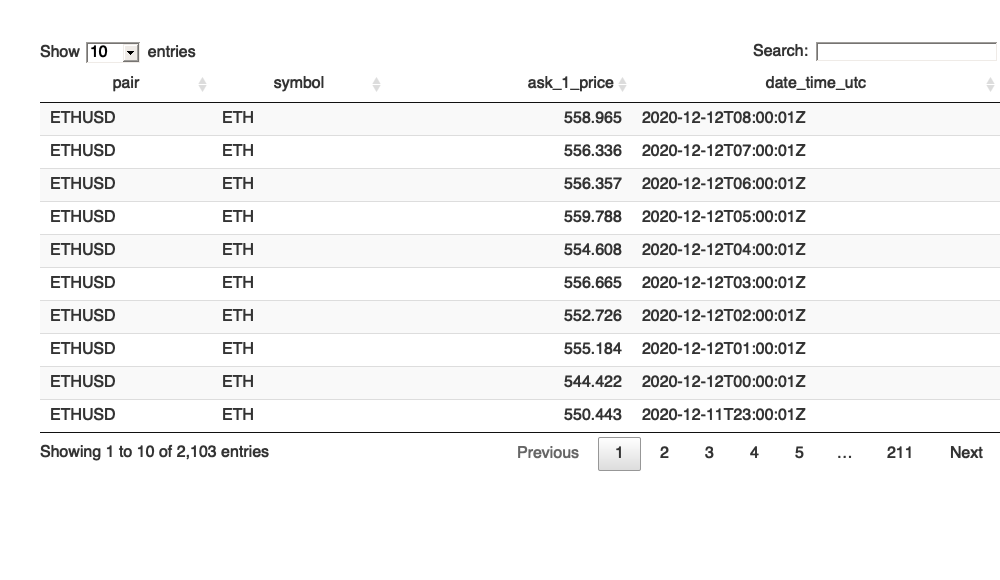 Show 10 entries Search:
pair symbol ask_1_price date_time_utc
ETHUSD ETH 558.965 2020-12-12T08:00:01Z
ETHUSD ETH 556.336 2020-12-12T07:00:01Z
ETHUSD ETH 556.357 2020-12-12T06:00:01Z
ETHUSD ETH 559.788 2020-12-12T05:00:01Z
ETHUSD ETH 554.608 2020-12-12T04:00:01Z
ETHUSD ETH 556.665 2020-12-12T03:00:01Z
ETHUSD ETH 552.726 2020-12-12T02:00:01Z
ETHUSD ETH 555.184 2020-12-12T01:00:01Z
ETHUSD ETH 544.422 2020-12-12T00:00:01Z
ETHUSD ETH 550.443 2020-12-11T23:00:01Z
Showing 1 to 10 of 2,103 entries Previous 1 2 3 4 5 … 211 Next